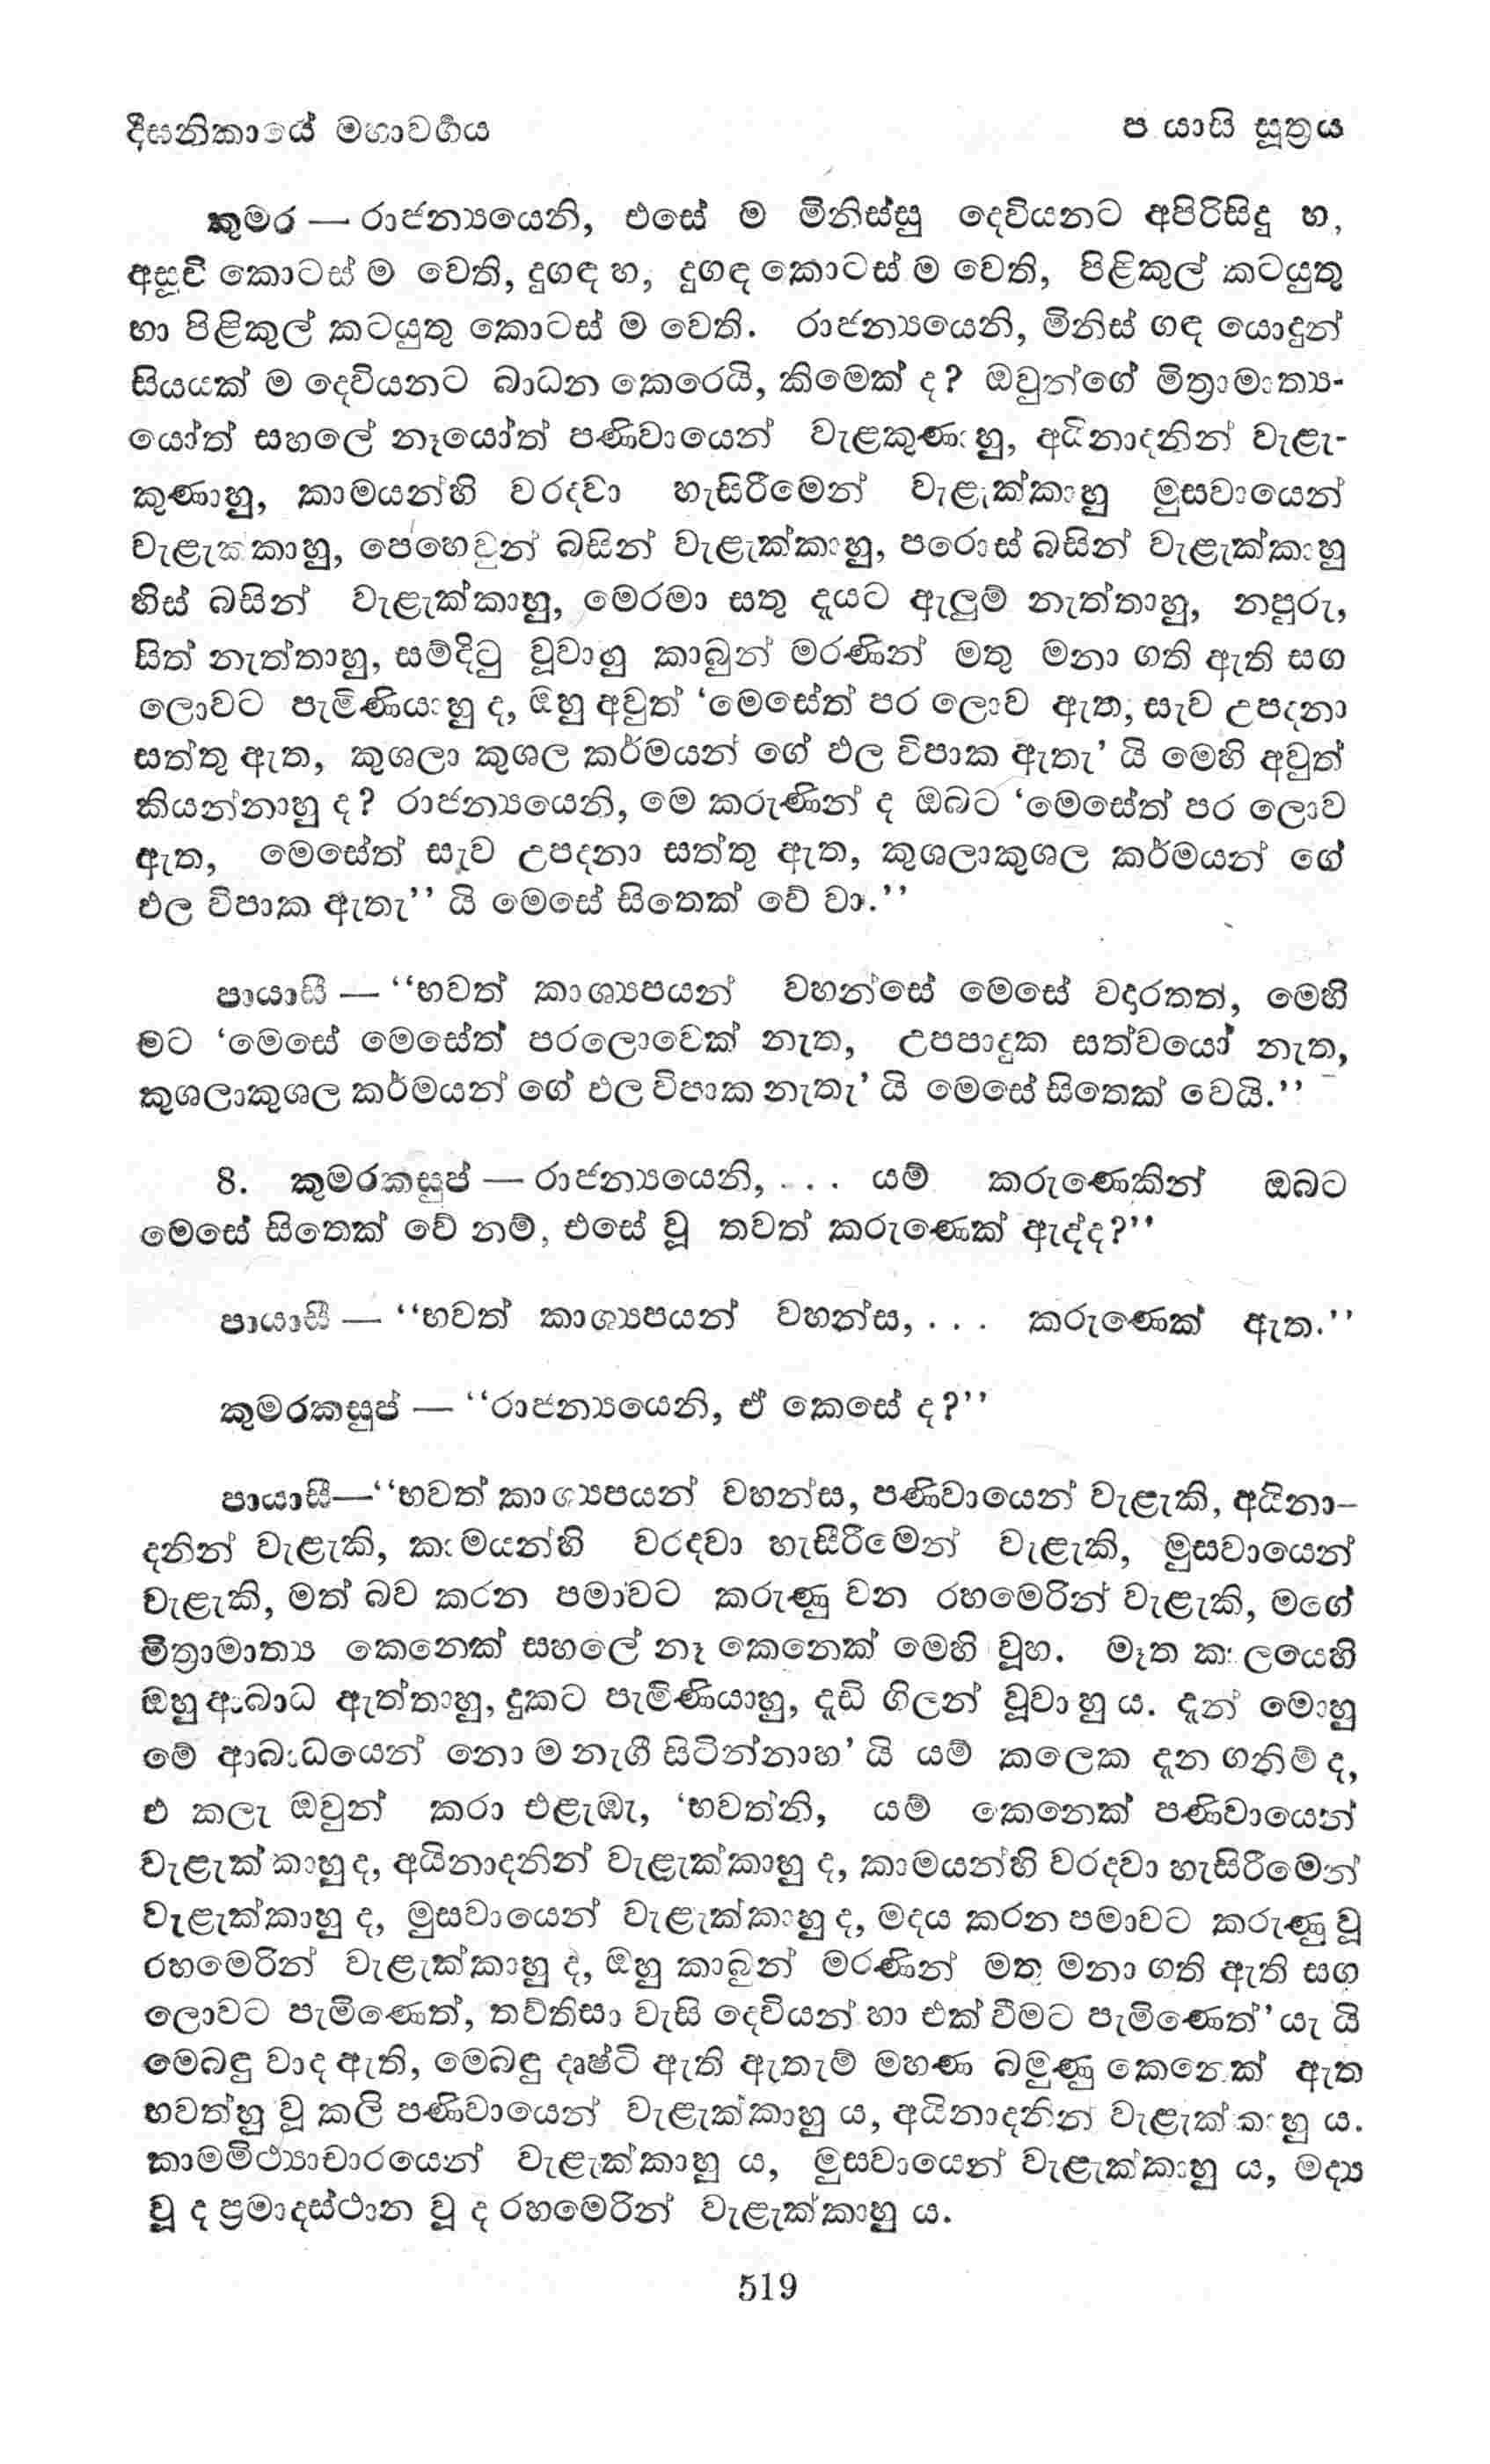 දීඝනිකායේ මහාවර්‍ගය
පයාසි සූත්‍රය
කුමර — රාජන්‍යයෙනි, එසේ ම මිනිස්සු දෙවියනට අපිරිසිදු හ,
අසූචි කොටස් ම වෙති, දුගඳ හ, දුගඳ කොටස් ම වෙති, පිළිකුල් කටයුතු
හා පිළිකුල් කටයුතු කොටස් ම වෙති. රාජන්‍යයෙනි, මිනිස් ගඳ යොදුන්
සියයක් ම දෙවියනට බාධන කෙරෙයි, කිමෙක් ද? ඔවුන්ගේ මිත්‍රාමාත්‍ය-
යෝත් සහලේ නෑයෝත් පණිවායෙන් වැළකුණාහු, අයිනාදනින් වැළැ-
කුණාහු, කාමයන්හි වරදවා හැසිරීමෙන් වැළැක්කාහු මුසවායෙන්
වැළැක්කාහු, පෙහෙවුන් බසින් වැළැක්කාහු, පරොස් බසින් වැළැක්කාහු
හිස් බසින් වැළැක්කාහු, මෙරමා සතු දැයට ඇලුම් නැත්තාහු, නපුරු,
සිත් නැත්තාහු, සම්දිටු වූවාහු කාබුන් මරණින් මතු මනා ගති ඇති සග
ලොවට පැමිණියාහු ද, ඔහු අවුත් ‘මෙසේත් පර ලොව ඇත, සැව උපදනා
සත්තු ඇත, කුශලා කුශල කර්මයන් ගේ ඵල විපාක ඇතැ’ යි මෙහි අවුත්
කියන්නාහු ද? රාජන්‍යයෙනි, මෙ කරුණින් ද ඔබට ‘මෙසේත් පර ලොව
ඇත, මෙසේත් සැව උපදනා සත්තු ඇත, කුශලාකුශල කර්මයන් ගේ
ඵල විපාක ඇතැ’’ යි මෙසේ සිතෙක් වේ වා.’’
පායාසි — ‘‘භවත් කාශ්‍යපයන් වහන්සේ මෙසේ වදාරතත්, මෙහි
මට ‘මෙසේ මෙසේත් පරලොවෙක් නැත, උපපාදුක සත්වයෝ නැත,
කුශලාකුශල කර්මයන් ගේ ඵල විපාක නැතැ’ යි මෙසේ සිතෙක් වෙයි.’’
8. කුමරකසුප් — රාජන්‍යයෙනි, . . . යම් කරුණෙකින් ඔබට
මෙසේ සිතෙක් වේ නම්, එසේ වූ තවත් කරුණෙක් ඇද්ද?’’
පායාසී — ‘‘භවත් කාශ්‍යපයන් වහන්ස, . . . කරුණෙක් ඇත.’’
කුමරකසුප් — ‘‘රාජන්‍යයෙනි, ඒ කෙසේ ද?’’
පායාසී—‘‘භවත් කාශ්‍යපයන් වහන්ස, පණිවායෙන් වැළැකි, අයිනා-
දනින් වැළැකි, කාමයන්හි වරදවා හැසීරීමෙන් වැළැකි, මුසවායෙන්
වැළැකි, මත් බව කරන පමාවට කරුණු වන රහමෙරින් වැළැකි, මගේ
මිත්‍රාමාත්‍ය කෙනෙක් සහලේ නෑ කෙනෙක් මෙහි වූහ. මෑත කාලයෙහි
ඔහු ආබාධ ඇත්තාහු, දුකට පැමිණියාහු, දැඩි ගිලන් වූවාහු ය. දැන් මොහු
මේ ආබාධයෙන් නො ම නැගී සිටින්නාහ’ යි යම් කලෙක දැන ගනිම් ද,
එ කලැ ඔවුන් කරා එළැඹැ, ‘භවත්නි, යම් කෙනෙක් පණිවායෙන්
වැළැක්කාහු ද, අයිනාදනින් වැළැක්කාහු ද, කාමයන්හි වරදවා හැසිරීමෙන්
වැළැක්කාහු ද, මුසවායෙන් වැළැක්කාහු ද, මදය කරන පමාවට කරුණු වූ
රහමෙරින් වැළැක්කාහු ද, ඔහු කාබුන් මරණින් මතු මනා ගති ඇති සග
ලොවට පැමිණෙත්, තව්තිසා වැසි දෙවියන් හා එක් වීමට පැමිණෙත්’ යැ යි
මෙබඳු වාද ඇති, මෙබඳු දෘෂ්ටි ඇති ඇතැම් මහණ බමුණු කෙනෙක් ඇත
භවත්හු වූ කලි පණිවායෙන් වැළැක්කාහු ය, අයිනාදනින් වැළැක්කාහු ය.
කාමමිථ්‍යාචාරයෙන් වැළැක්කාහු ය, මුසවායෙන් වැළැක්කාහු ය, මද්‍ය
වූ ද ප්‍රමාදස්ථාන වූ ද රහමෙරින් වැළැක්කාහු ය.
519